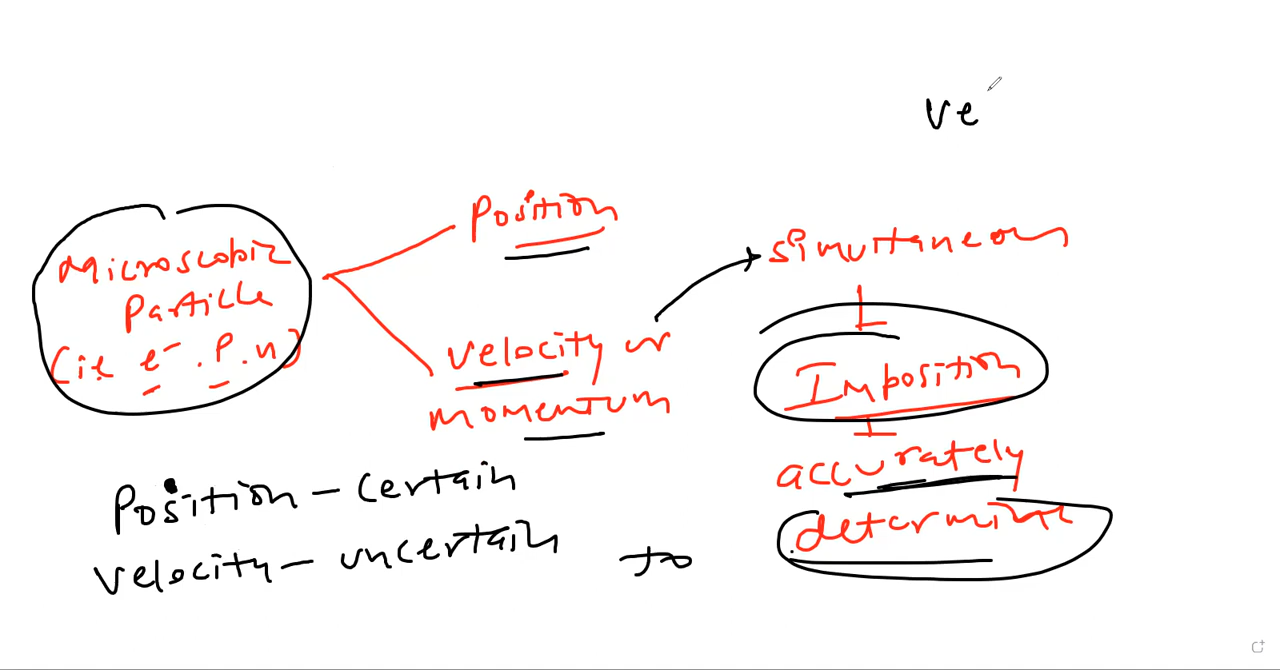 ve
Position
simultaneous
Microscopic
Particle
(i.e e⁻ . P . n)
velocity or
momentum
Imposition
accurately
determine
Position – certain
velocity – uncertain
to